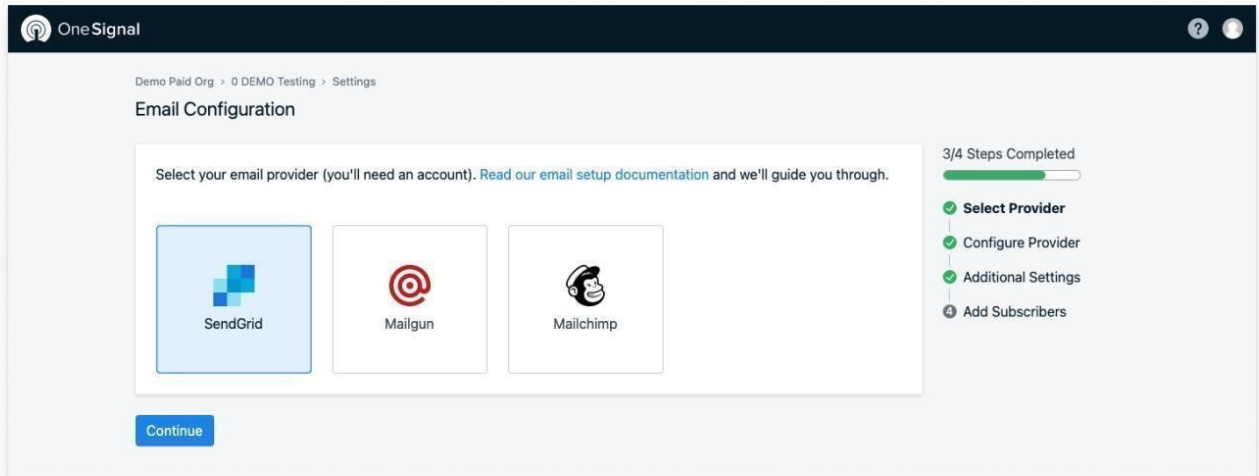 OneSignal
?
Demo Paid Org > 0 DEMO Testing > Settings
Email Configuration
Select your email provider (you'll need an account). Read our email setup documentation and we'll guide you through.
SendGrid
Mailgun
Mailchimp
Continue
3/4 Steps Completed
Select Provider
Configure Provider
Additional Settings
4 Add Subscribers